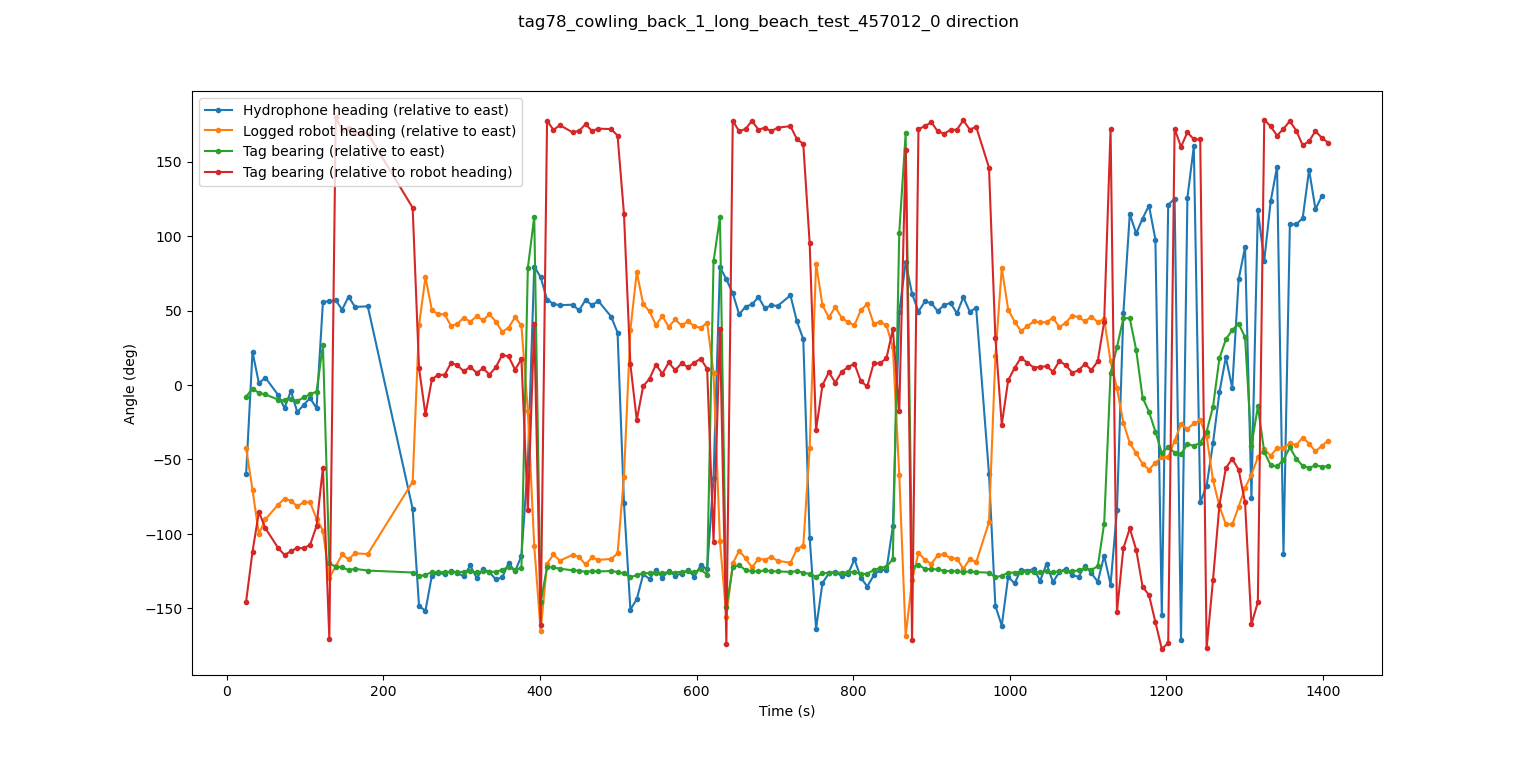 tag78_cowling_back_1_long_beach_test_457012_0 direction
Hydrophone heading (relative to east)
Logged robot heading (relative to east)
Tag bearing (relative to east)
Tag bearing (relative to robot heading)
150
100
50
0
−50
−100
−150
Angle (deg)
0 200 400 600 800 1000 1200 1400
Time (s)